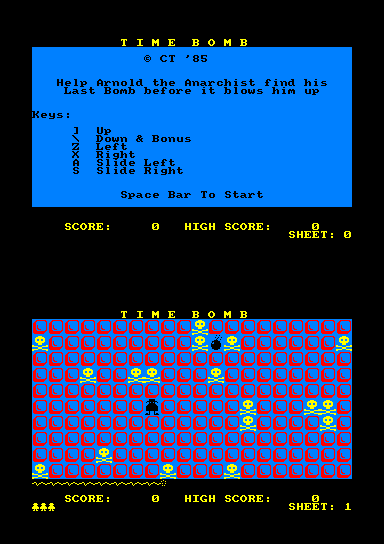 TIME BOMB
© CT '85
Help Arnold the Anarchist find his
Last Bomb before it blows him up
Keys:
] Up
\ Down & Bonus
Z Left
X Right
A Slide Left
S Slide Right
Space Bar To Start
SCORE: 0 HIGH SCORE: 0
SHEET: 0
TIME BOMB
SCORE: 0 HIGH SCORE: 0
SHEET: 1